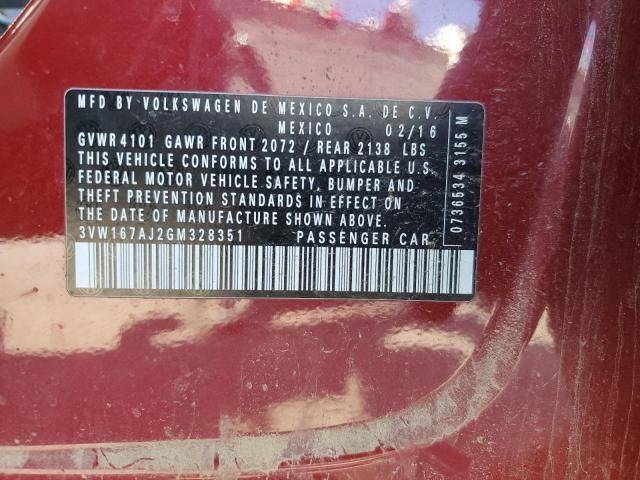 MFD BY VOLKSWAGEN DE MEXICO S.A. DE C.V.
MEXICO 02/16
GVWR 4101 GAWR FRONT 2072 / REAR 2138 LBS
THIS VEHICLE CONFORMS TO ALL APPLICABLE U.S
FEDERAL MOTOR VEHICLE SAFETY, BUMPER AND
THEFT PREVENTION STANDARDS IN EFFECT ON
THE DATE OF MANUFACTURE SHOWN ABOVE.
3VW167AJ2GM328351 PASSENGER CAR
0736534 3155 M